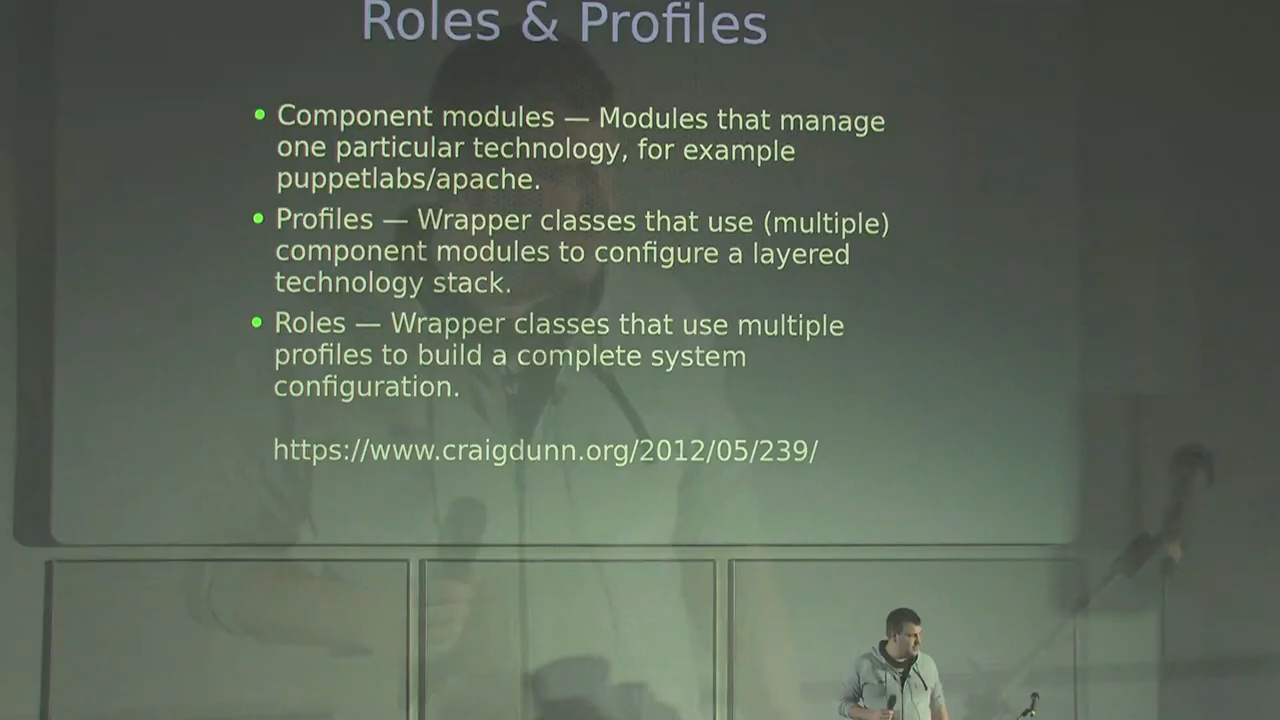 Roles & Profiles
• Component modules — Modules that manage
one particular technology, for example
puppetlabs/apache.
• Profiles — Wrapper classes that use (multiple)
component modules to configure a layered
technology stack.
• Roles — Wrapper classes that use multiple
profiles to build a complete system
configuration.
https://www.craigdunn.org/2012/05/239/